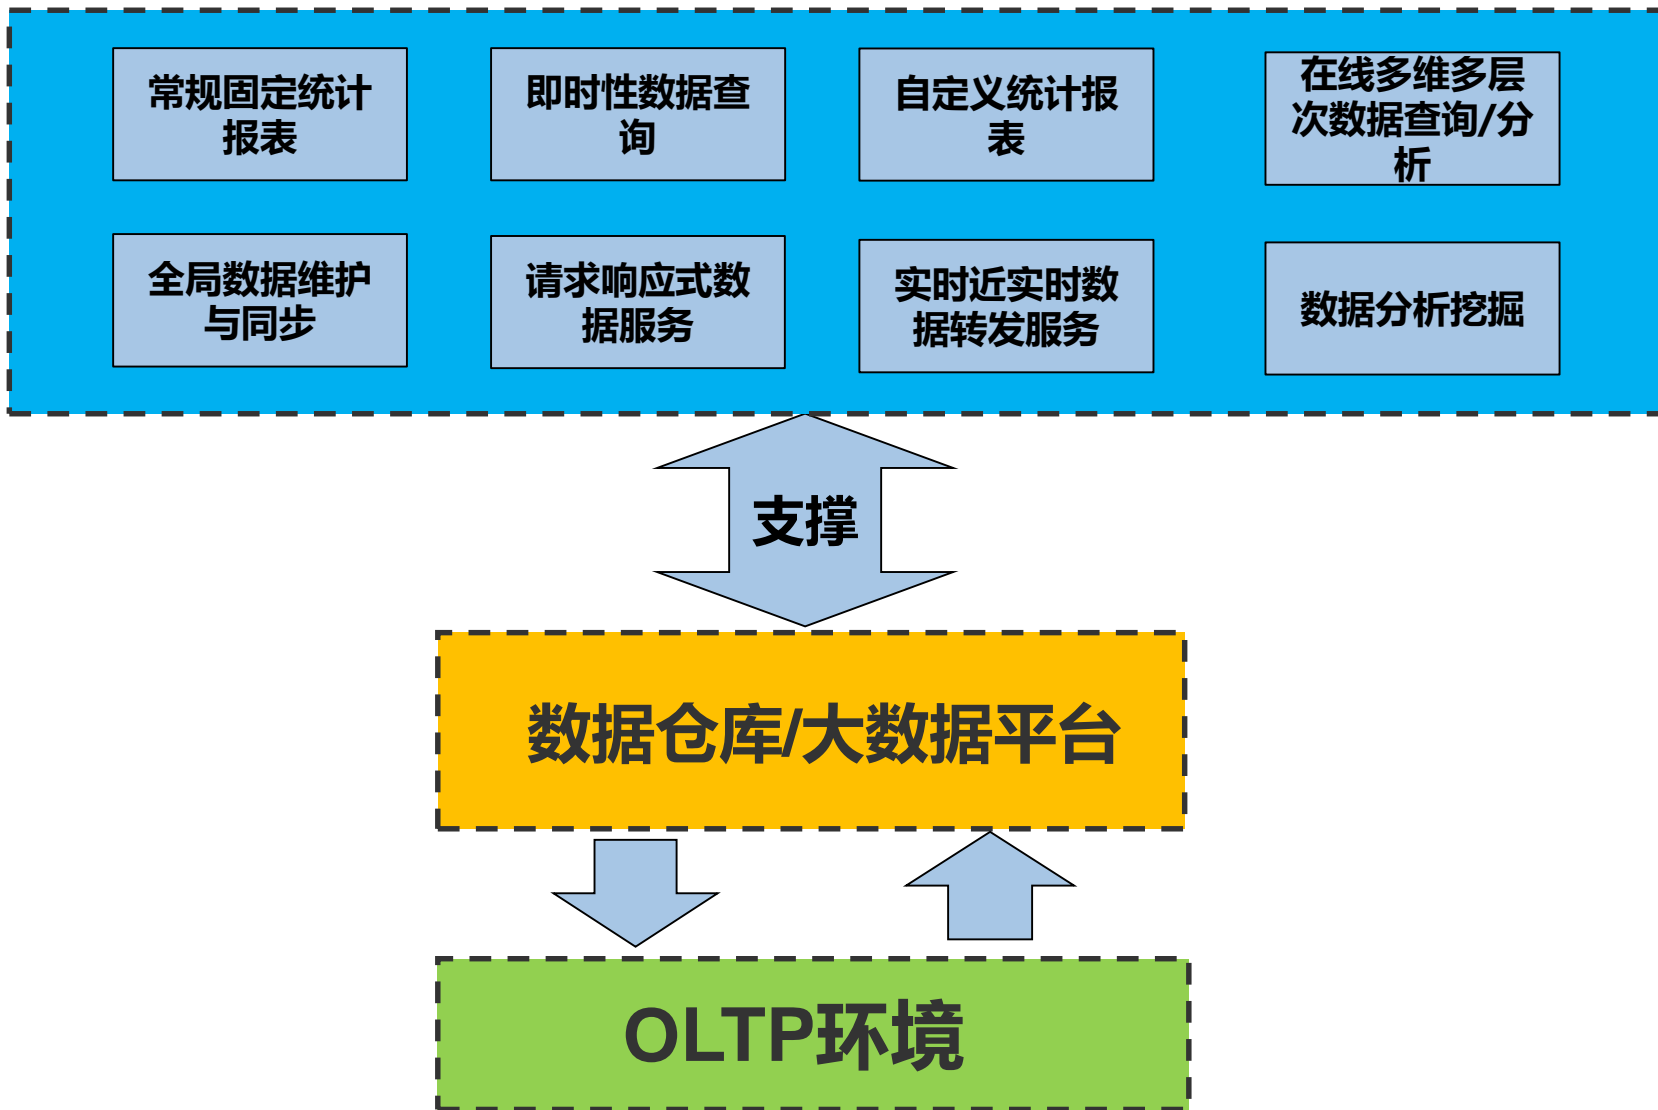 常规固定统计
报表
即时性数据查
询
自定义统计报
表
在线多维多层
次数据查询/分
析
全局数据维护
与同步
请求响应式数
据服务
实时近实时数
据转发服务
数据分析挖掘
支撑
数据仓库/大数据平台
OLTP环境